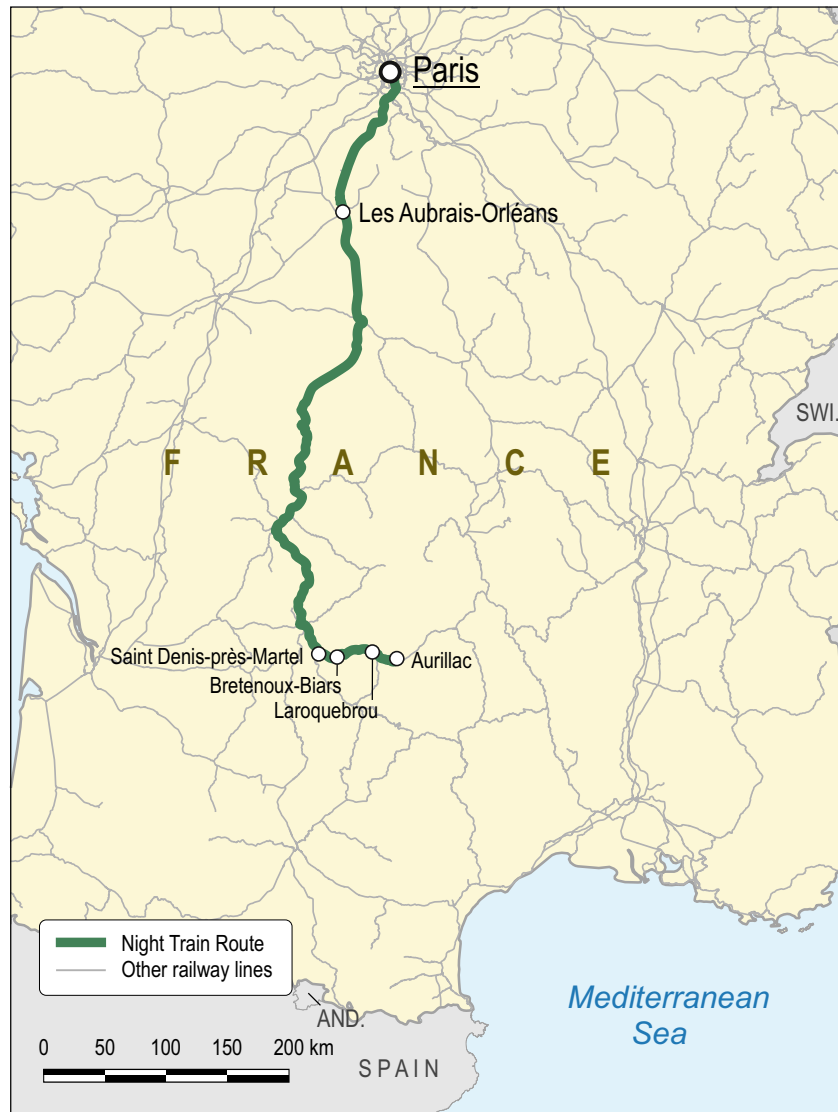 Paris
Les Aubrais-Orléans
SWI.
F R A N C E
Saint Denis-près-Martel
Aurillac
Bretenoux-Biars
Laroquebrou
Night Train Route
Other railway lines
Mediterranean
Sea
AND.
SPAIN
0 50 100 150 200 km